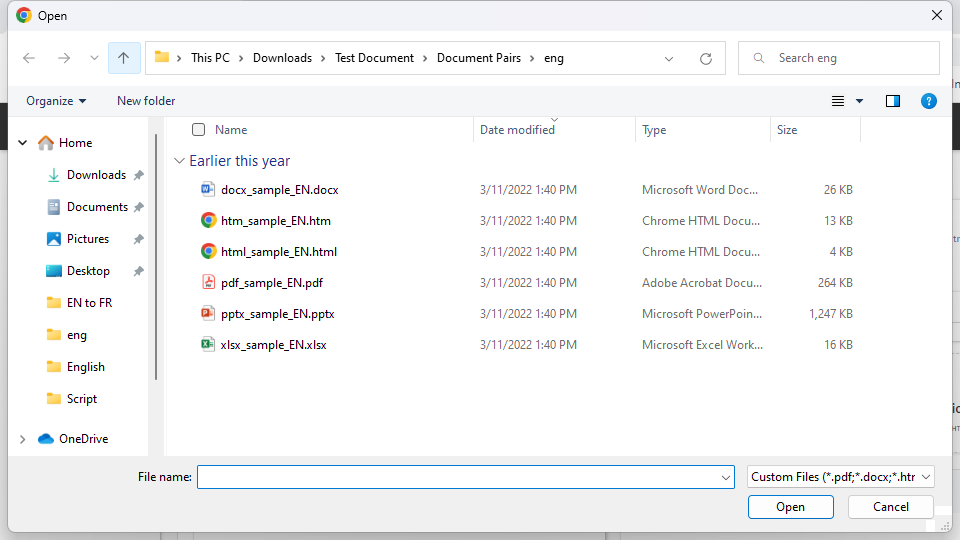 Open
This PC > Downloads > Test Document > Document Pairs > eng
Search eng
Organize
New folder
Home
Downloads
Documents
Pictures
Desktop
EN to FR
eng
English
Script
OneDrive
Name Date modified Type Size
Earlier this year
docx_sample_EN.docx 3/11/2022 1:40 PM Microsoft Word Doc... 26 KB
htm_sample_EN.htm 3/11/2022 1:40 PM Chrome HTML Docu... 13 KB
html_sample_EN.html 3/11/2022 1:40 PM Chrome HTML Docu... 4 KB
pdf_sample_EN.pdf 3/11/2022 1:40 PM Adobe Acrobat Docu... 264 KB
pptx_sample_EN.pptx 3/11/2022 1:40 PM Microsoft PowerPoin... 1,247 KB
xlsx_sample_EN.xlsx 3/11/2022 1:40 PM Microsoft Excel Work... 16 KB
File name:
Custom Files (*.pdf;*.docx;*.htr
Open
Cancel